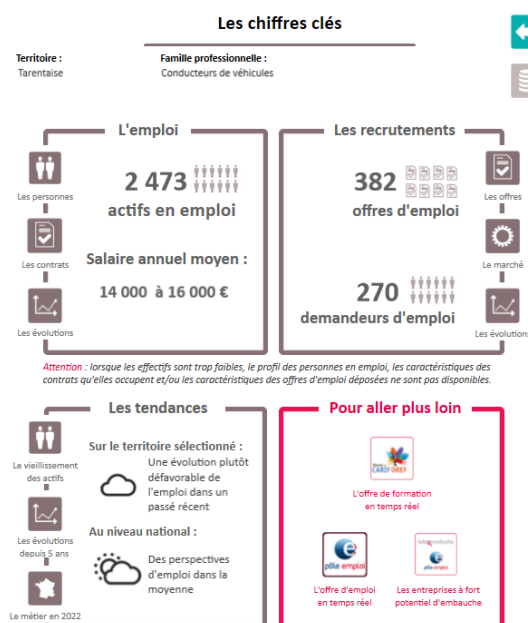 Les chiffres clés
Territoire :
Tarentaise
Famille professionnelle :
Conducteurs de véhicules
L'emploi
Les personnes
Les contrats
Les évolutions
2 473
actifs en emploi
Salaire annuel moyen :
14 000 à 16 000 €
Les recrutements
382
offres d'emploi
270
demandeurs d'emploi
Les offres
Le marché
Les évolutions
Attention : lorsque les effectifs sont trop faibles, le profil des personnes en emploi, les caractéristiques des
contrats qu'elles occupent et/ou les caractéristiques des offres d'emploi déposées ne sont pas disponibles.
Les tendances
Le vieillissement
des actifs
Les évolutions
depuis 5 ans
Le métier en 2022
Sur le territoire sélectionné :
Une évolution plutôt
défavorable de
l'emploi dans un
passé récent
Au niveau national :
Des perspectives
d'emploi dans la
moyenne
Pour aller plus loin
CARIF OREF
L'offre de formation
en temps réel
pôle emploi
L'offre d'emploi
en temps réel
pôle emploi
Les entreprises à fort
potentiel d'embauche